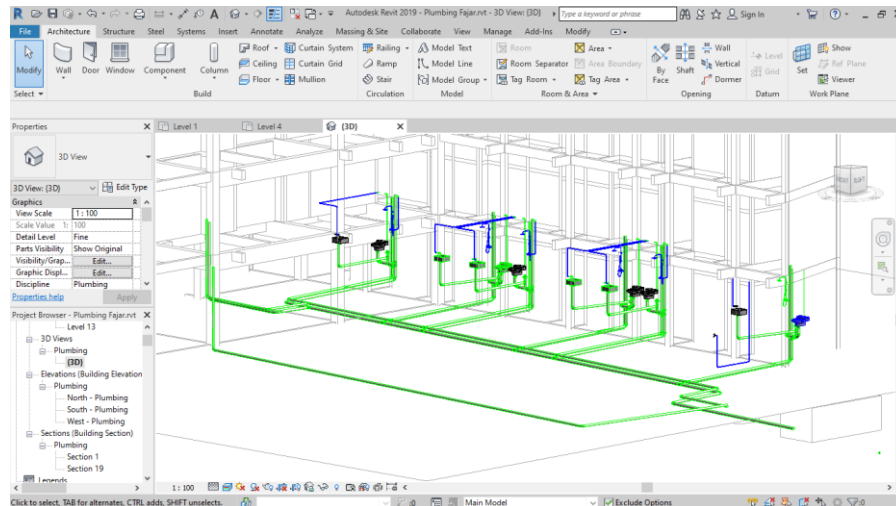 Autodesk Revit 2019 - Plumbing Fajar.rvt - 3D View: {3D}
Type a keyword or phrase
Sign In
File Architecture Structure Steel Systems Insert Annotate Analyze Massing & Site Collaborate View Manage Add-Ins Modify
Modify
Wall Door Window Component Column
Roof Curtain System Railing Model Text Room Area Wall Level Show
Ceiling Curtain Grid Ramp Model Line Room Separator Area Boundary By Face Shaft Vertical Grid Set Ref Plane
Floor Mullion Stair Model Group Tag Room Tag Area Dormer Viewer
Select Build Circulation Model Room & Area Opening Datum Work Plane
Properties
Level 1 Level 4 {3D}
3D View
3D View: {3D} Edit Type
Graphics
View Scale 1 : 100
Scale Value 1: 100
Detail Level Fine
Parts Visibility Show Original
Visibility/Grap... Edit...
Graphic Displ... Edit...
Discipline Plumbing
Properties help Apply
Project Browser - Plumbing Fajar.rvt
Level 13
3D Views
Plumbing
{3D}
Elevations (Building Elevation
Plumbing
North - Plumbing
South - Plumbing
West - Plumbing
Sections (Building Section)
Plumbing
Section 1
Section 19
Legends
1 : 100
Click to select, TAB for alternates, CTRL adds, SHIFT unselects.
:0 Main Model Exclude Options :0